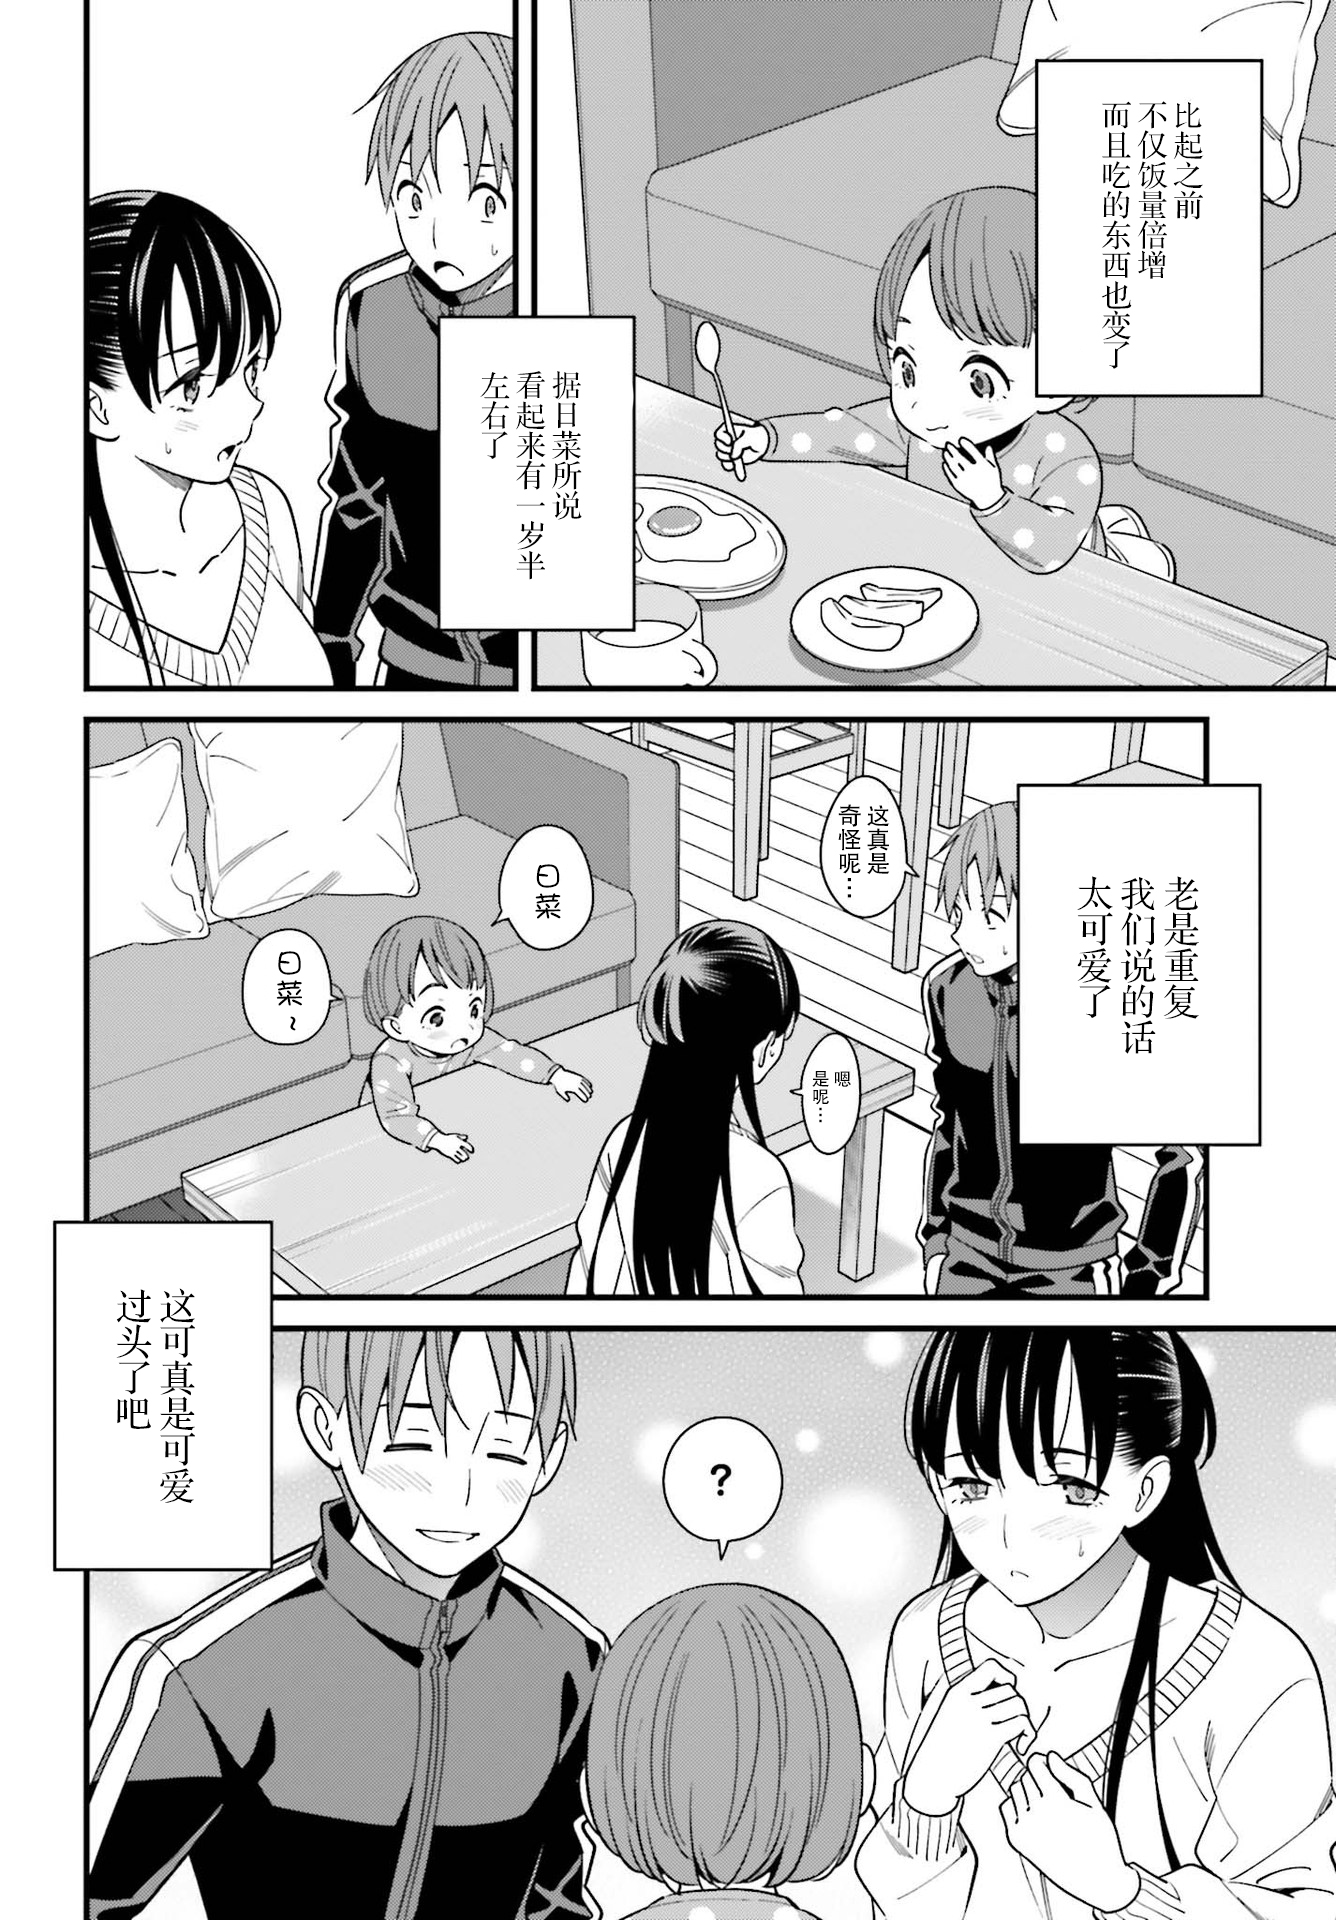 比起之前
不仅饭量倍增
而且吃的东西也变了
据日菜所说
看起来有一岁半
左右了
老是重复
我们说的话
太可爱了
这真是
奇怪呢…
嗯
是呢…
日菜
日菜~
这可真是可爱
过头了吧
?